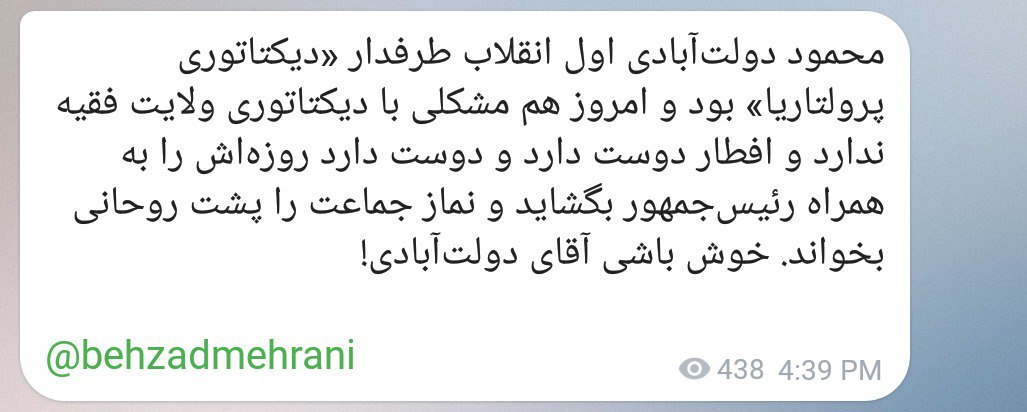 محمود دولت‌آبادی اول انقلاب طرفدار «دیکتاتوری
پرولتاریا» بود و امروز هم مشکلی با دیکتاتوری ولایت فقیه
ندارد و افطار دوست دارد و دوست دارد روزه‌اش را به
همراه رئیس‌جمهور بگشاید و نماز جماعت را پشت روحانی
بخواند. خوش باشی آقای دولت‌آبادی!
@behzadmehrani
438 4:39 PM